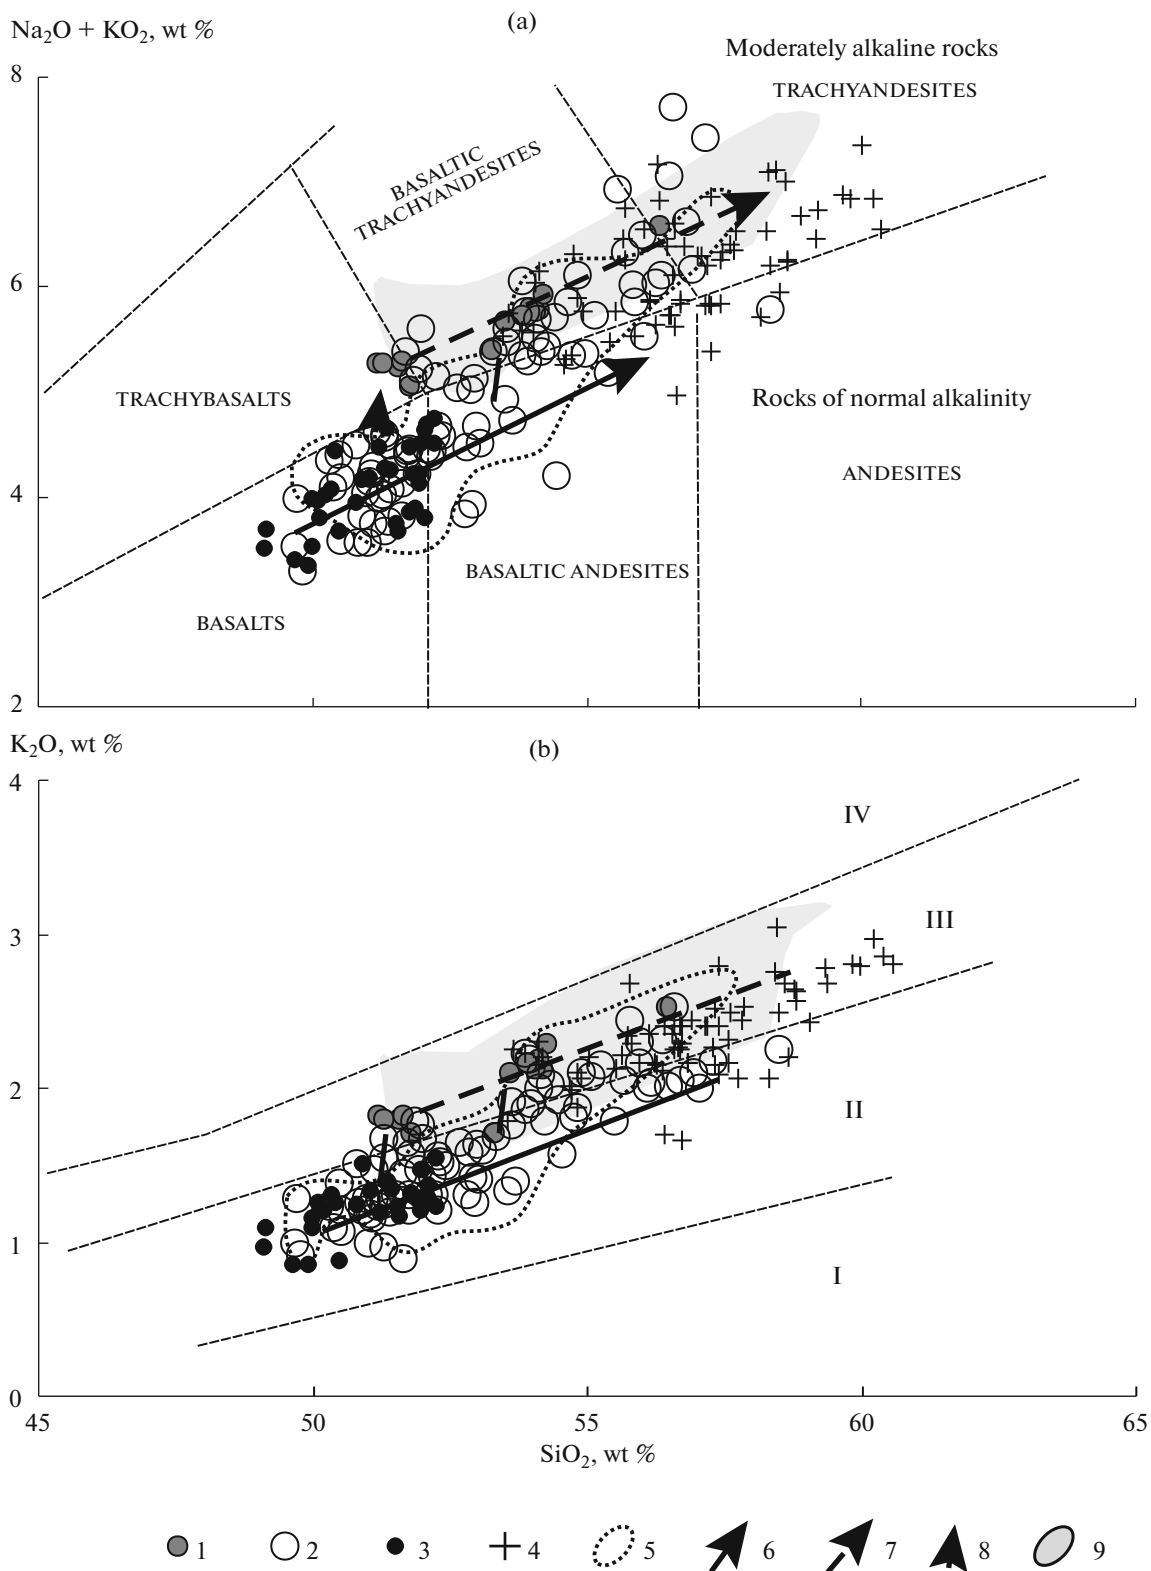 Na₂O + KO₂, wt %
(a)
Moderately alkaline rocks
TRACHYANDESITES
8
BASALTIC
TRACHYANDESITES
6
TRACHYBASALTS
Rocks of normal alkalinity
ANDESITES
4
BASALTIC ANDESITES
BASALTS
2
K₂O, wt %
(b)
4
IV
III
3
2
II
1
I
0
45 50 55 60 65
SiO₂, wt %
1 2 3 4 5 6 7 8 9